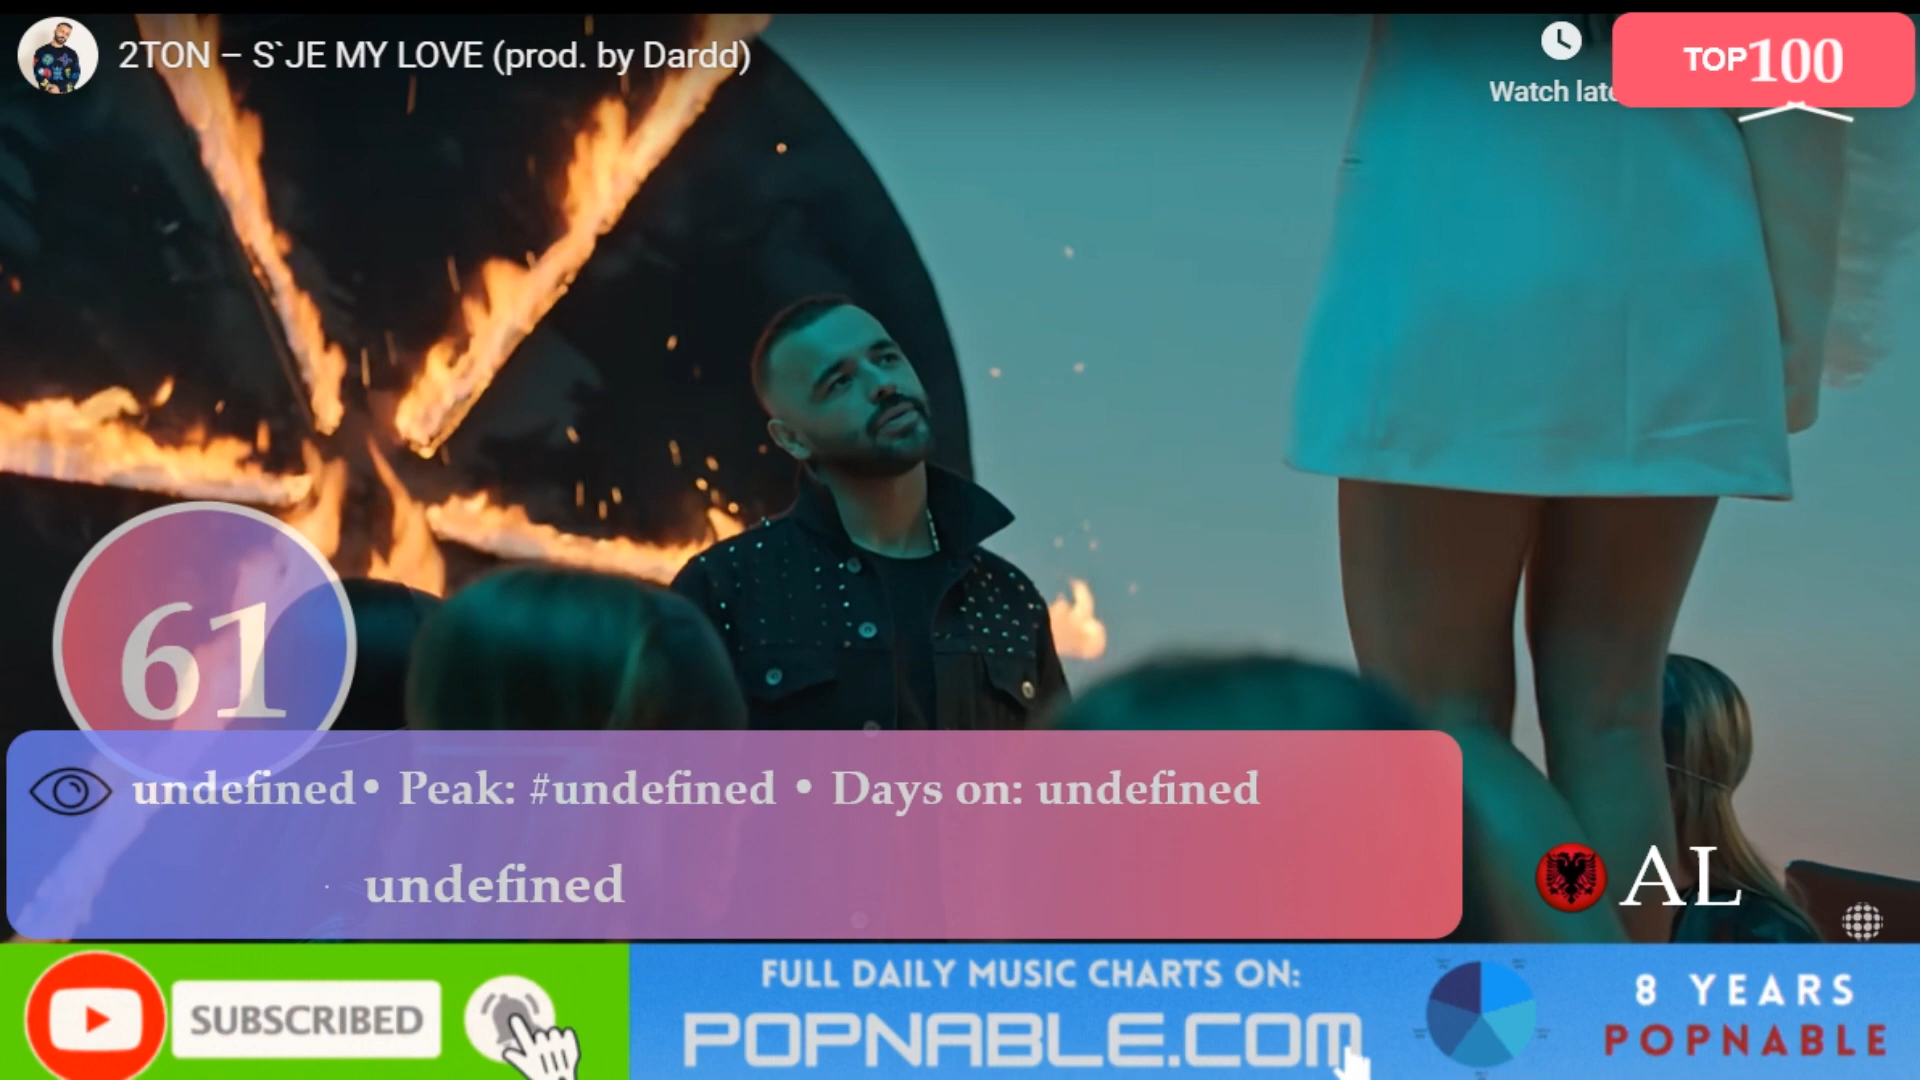 2TON – S`JE MY LOVE (prod. by Dardd)
Watch late
TOP100
61
undefined • Peak: #undefined • Days on: undefined
undefined
AL
SUBSCRIBED
FULL DAILY MUSIC CHARTS ON:
POPNABLE.COM
8 YEARS
POPNABLE